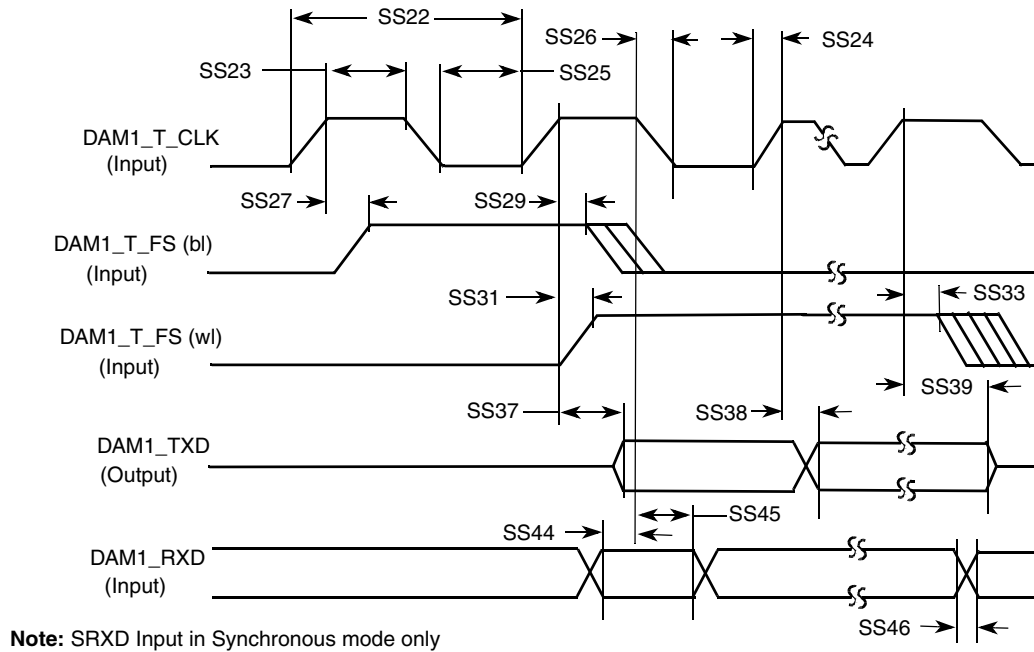 SS22
SS26
SS24
SS23
SS25
DAM1_T_CLK
(Input)
SS27
SS29
DAM1_T_FS (bl)
(Input)
SS31
SS33
DAM1_T_FS (wl)
(Input)
SS39
SS37
SS38
DAM1_TXD
(Output)
SS44
SS45
DAM1_RXD
(Input)
SS46
Note: SRXD Input in Synchronous mode only